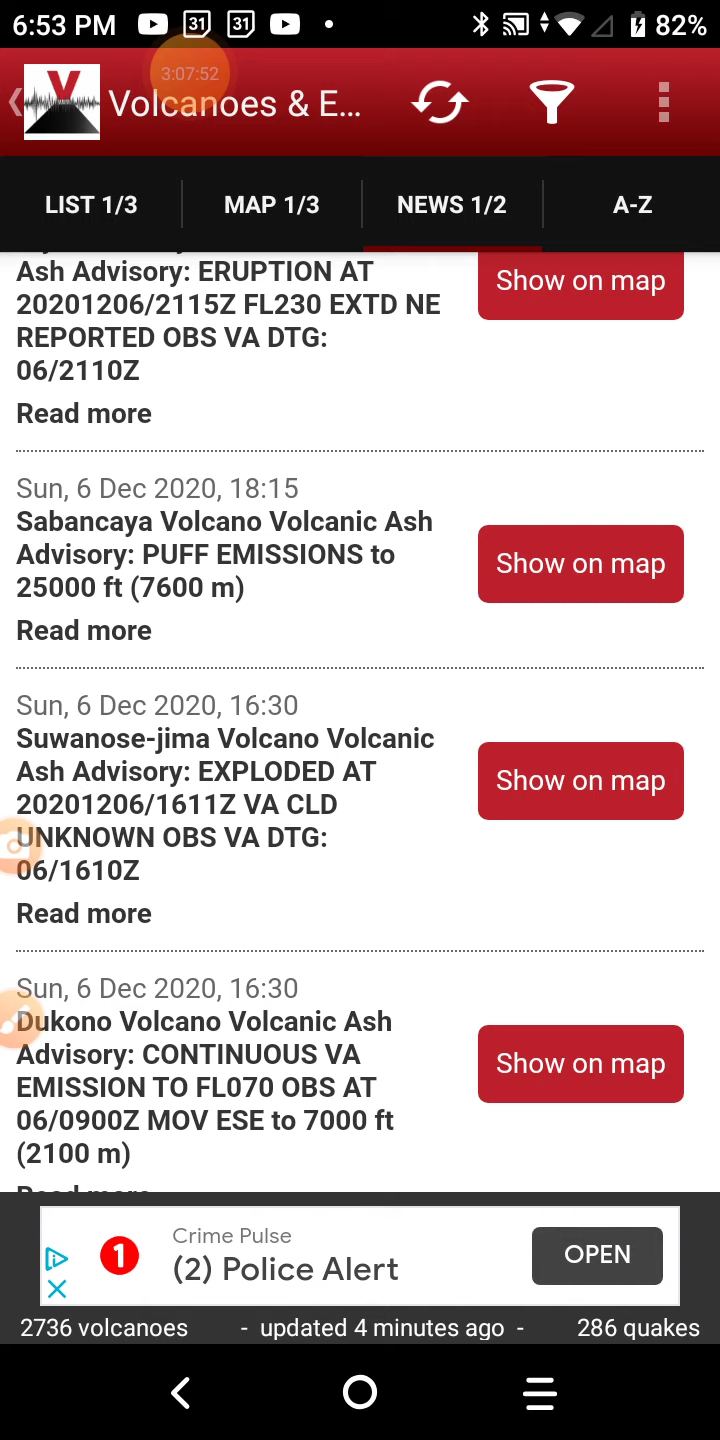 6:53 PM 31 31 82%
3:07:52
V
Volcanoes & E...
LIST 1/3 MAP 1/3 NEWS 1/2 A-Z
Ash Advisory: ERUPTION AT
20201206/2115Z FL230 EXTD NE
REPORTED OBS VA DTG:
06/2110Z
Show on map
Read more
Sun, 6 Dec 2020, 18:15
Sabancaya Volcano Volcanic Ash
Advisory: PUFF EMISSIONS to
25000 ft (7600 m)
Show on map
Read more
Sun, 6 Dec 2020, 16:30
Suwanose-jima Volcano Volcanic
Ash Advisory: EXPLODED AT
20201206/1611Z VA CLD
UNKNOWN OBS VA DTG:
06/1610Z
Show on map
Read more
Sun, 6 Dec 2020, 16:30
Dukono Volcano Volcanic Ash
Advisory: CONTINUOUS VA
EMISSION TO FL070 OBS AT
06/0900Z MOV ESE to 7000 ft
(2100 m)
Show on map
Read more
1
Crime Pulse
(2) Police Alert
OPEN
2736 volcanoes - updated 4 minutes ago - 286 quakes